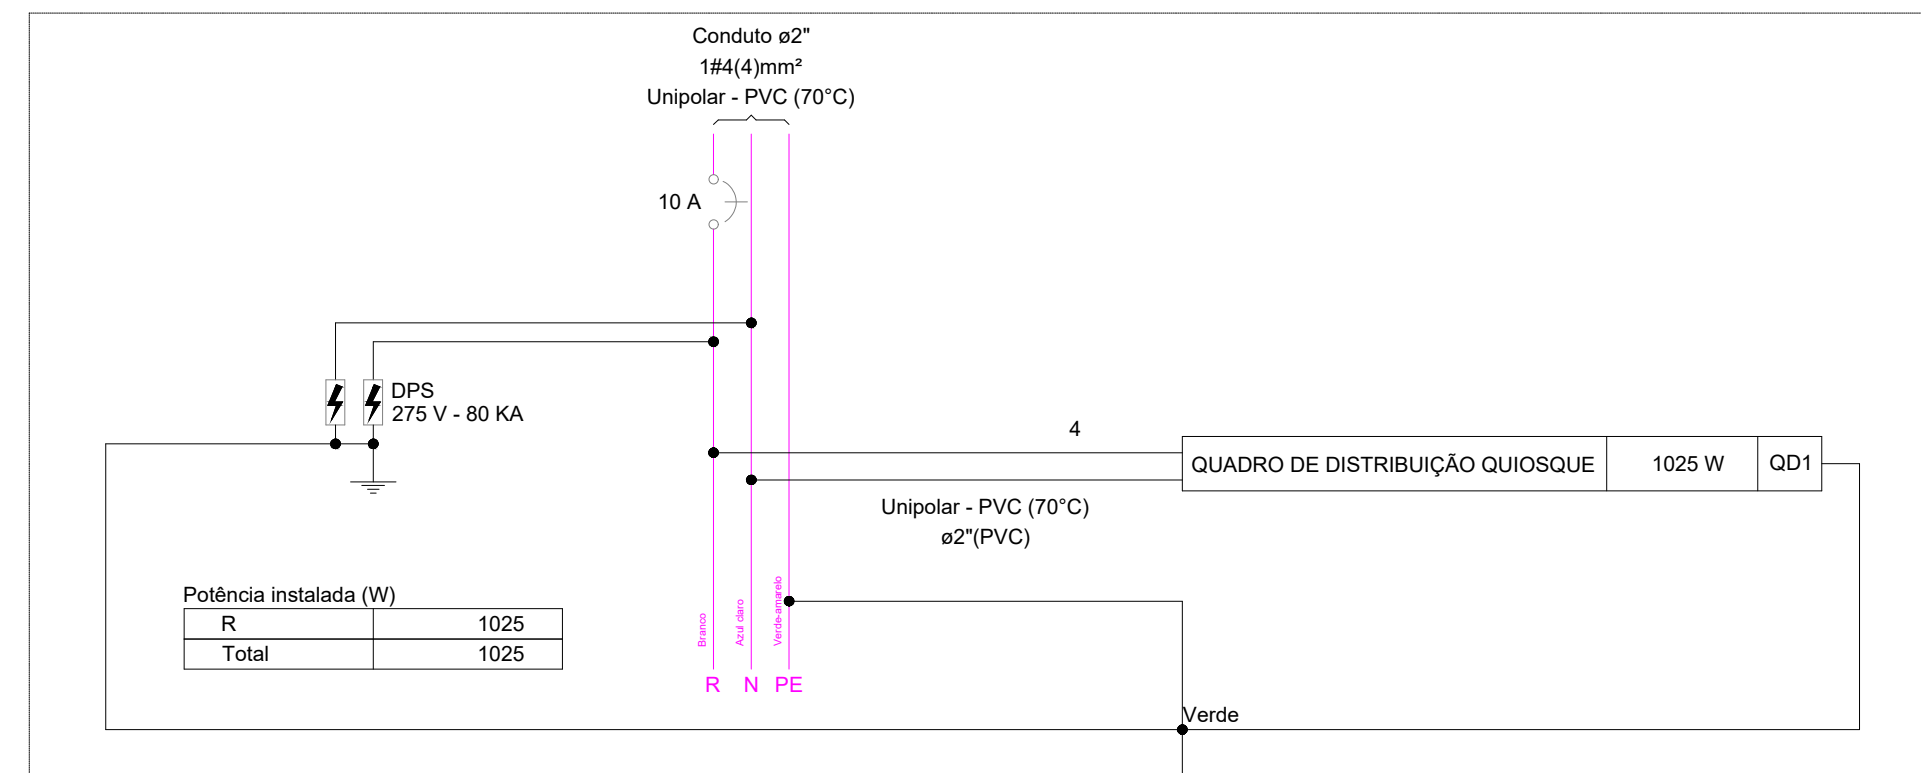 Conduto ø2"
1#4(4)mm²
Unipolar - PVC (70°C)
10 A
DPS
275 V - 80 KA
4
QUADRO DE DISTRIBUIÇÃO QUIOSQUE 1025 W QD1
Unipolar - PVC (70°C)
ø2"(PVC)
Potência instalada (W)
R 1025
Total 1025
Branco
Azul claro
Verde-amarelo
R N PE
Verde